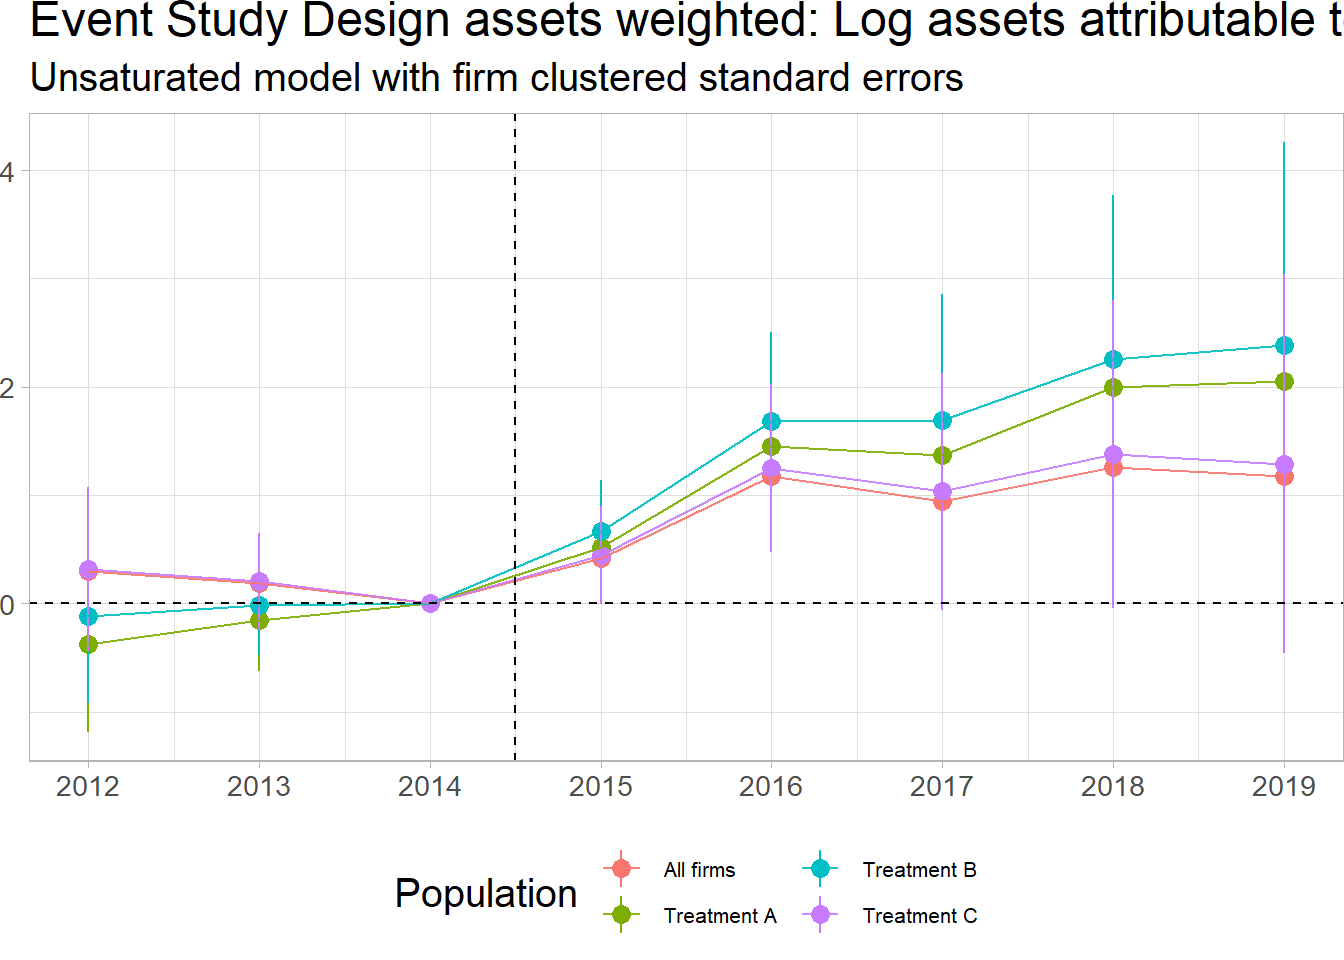 Event Study Design assets weighted: Log assets attributable
Unsaturated model with firm clustered standard errors
4
2
0
2012 2013 2014 2015 2016 2017 2018 2019
Population
All firms
Treatment B
Treatment A
Treatment C